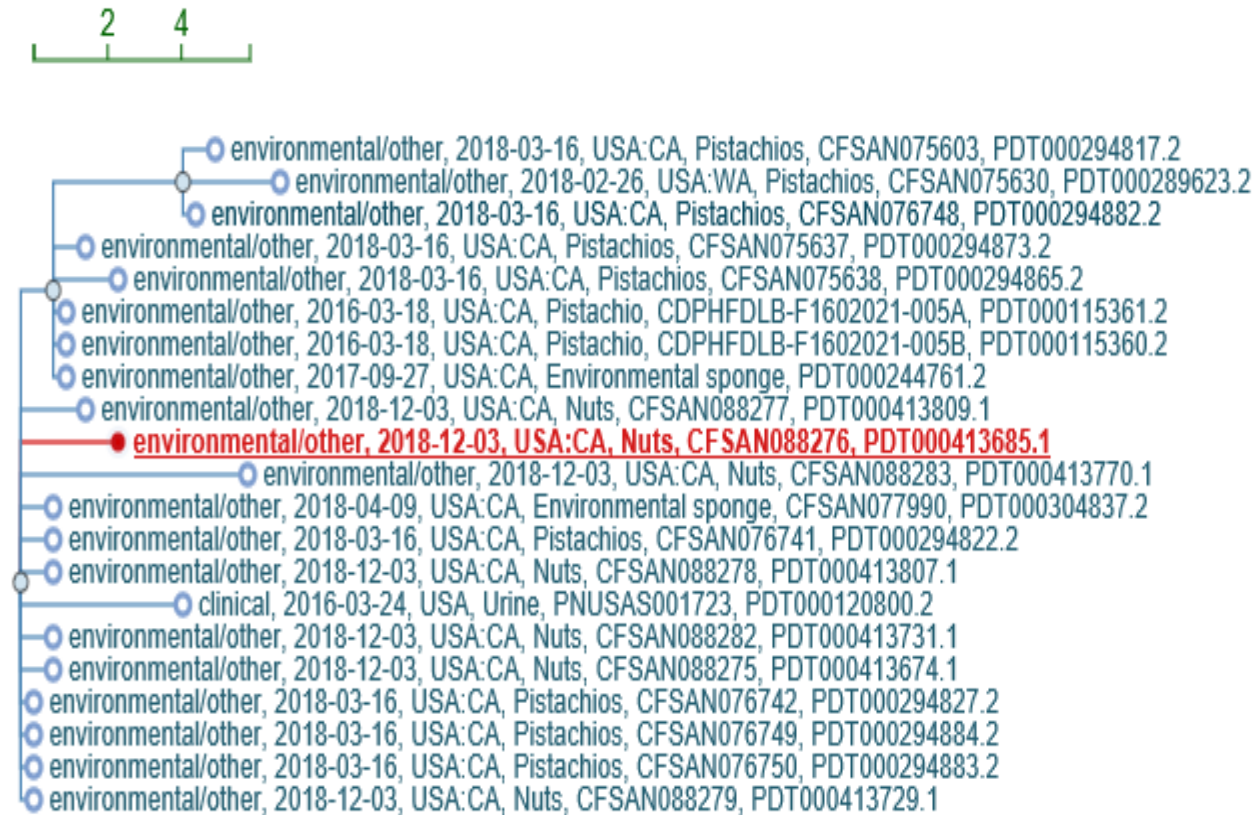 2 4
environmental/other, 2018-03-16, USA:CA, Pistachios, CFSAN075603, PDT000294817.2
environmental/other, 2018-02-26, USA:WA, Pistachios, CFSAN075630, PDT000289623.2
environmental/other, 2018-03-16, USA:CA, Pistachios, CFSAN076748, PDT000294882.2
environmental/other, 2018-03-16, USA:CA, Pistachios, CFSAN075637, PDT000294873.2
environmental/other, 2018-03-16, USA:CA, Pistachios, CFSAN075638, PDT000294865.2
environmental/other, 2016-03-18, USA:CA, Pistachio, CDPHFDLB-F1602021-005A, PDT000115361.2
environmental/other, 2016-03-18, USA:CA, Pistachio, CDPHFDLB-F1602021-005B, PDT000115360.2
environmental/other, 2017-09-27, USA:CA, Environmental sponge, PDT000244761.2
environmental/other, 2018-12-03, USA:CA, Nuts, CFSAN088277, PDT000413809.1
environmental/other, 2018-12-03, USA:CA, Nuts, CFSAN088276, PDT000413685.1
environmental/other, 2018-12-03, USA:CA, Nuts, CFSAN088283, PDT000413770.1
environmental/other, 2018-04-09, USA:CA, Environmental sponge, CFSAN077990, PDT000304837.2
environmental/other, 2018-03-16, USA:CA, Pistachios, CFSAN076741, PDT000294822.2
environmental/other, 2018-12-03, USA:CA, Nuts, CFSAN088278, PDT000413807.1
clinical, 2016-03-24, USA, Urine, PNUSAS001723, PDT000120800.2
environmental/other, 2018-12-03, USA:CA, Nuts, CFSAN088282, PDT000413731.1
environmental/other, 2018-12-03, USA:CA, Nuts, CFSAN088275, PDT000413674.1
environmental/other, 2018-03-16, USA:CA, Pistachios, CFSAN076742, PDT000294827.2
environmental/other, 2018-03-16, USA:CA, Pistachios, CFSAN076749, PDT000294884.2
environmental/other, 2018-03-16, USA:CA, Pistachios, CFSAN076750, PDT000294883.2
environmental/other, 2018-12-03, USA:CA, Nuts, CFSAN088279, PDT000413729.1